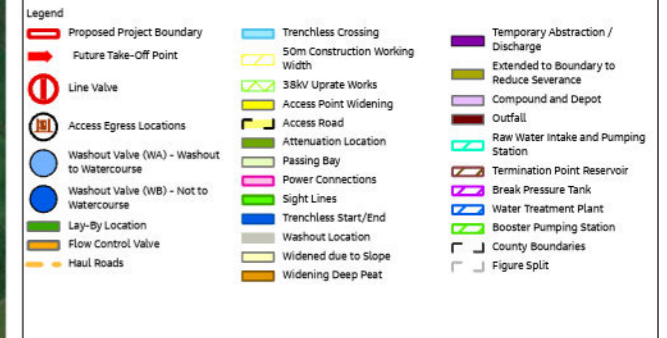 Legend
Proposed Project Boundary
Future Take-Off Point
Line Valve
Access Egress Locations
Washout Valve (WA) - Washout
to Watercourse
Washout Valve (WB) - Not to
Watercourse
Lay-By Location
Flow Control Valve
Haul Roads
Trenchless Crossing
50m Construction Working
Width
38kV Uprate Works
Access Point Widening
Access Road
Attenuation Location
Passing Bay
Power Connections
Sight Lines
Trenchless Start/End
Washout Location
Widened due to Slope
Widening Deep Peat
Temporary Abstraction /
Discharge
Extended to Boundary to
Reduce Severance
Compound and Depot
Outfall
Raw Water Intake and Pumping
Station
Termination Point Reservoir
Break Pressure Tank
Water Treatment Plant
Booster Pumping Station
County Boundaries
Figure Split